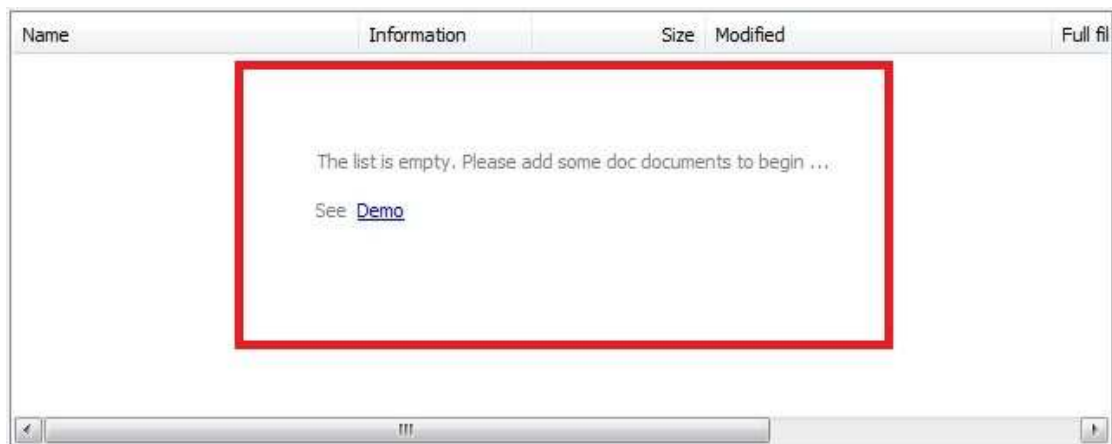 Name Information Size Modified Full fil
The list is empty. Please add some doc documents to begin ...
See Demo